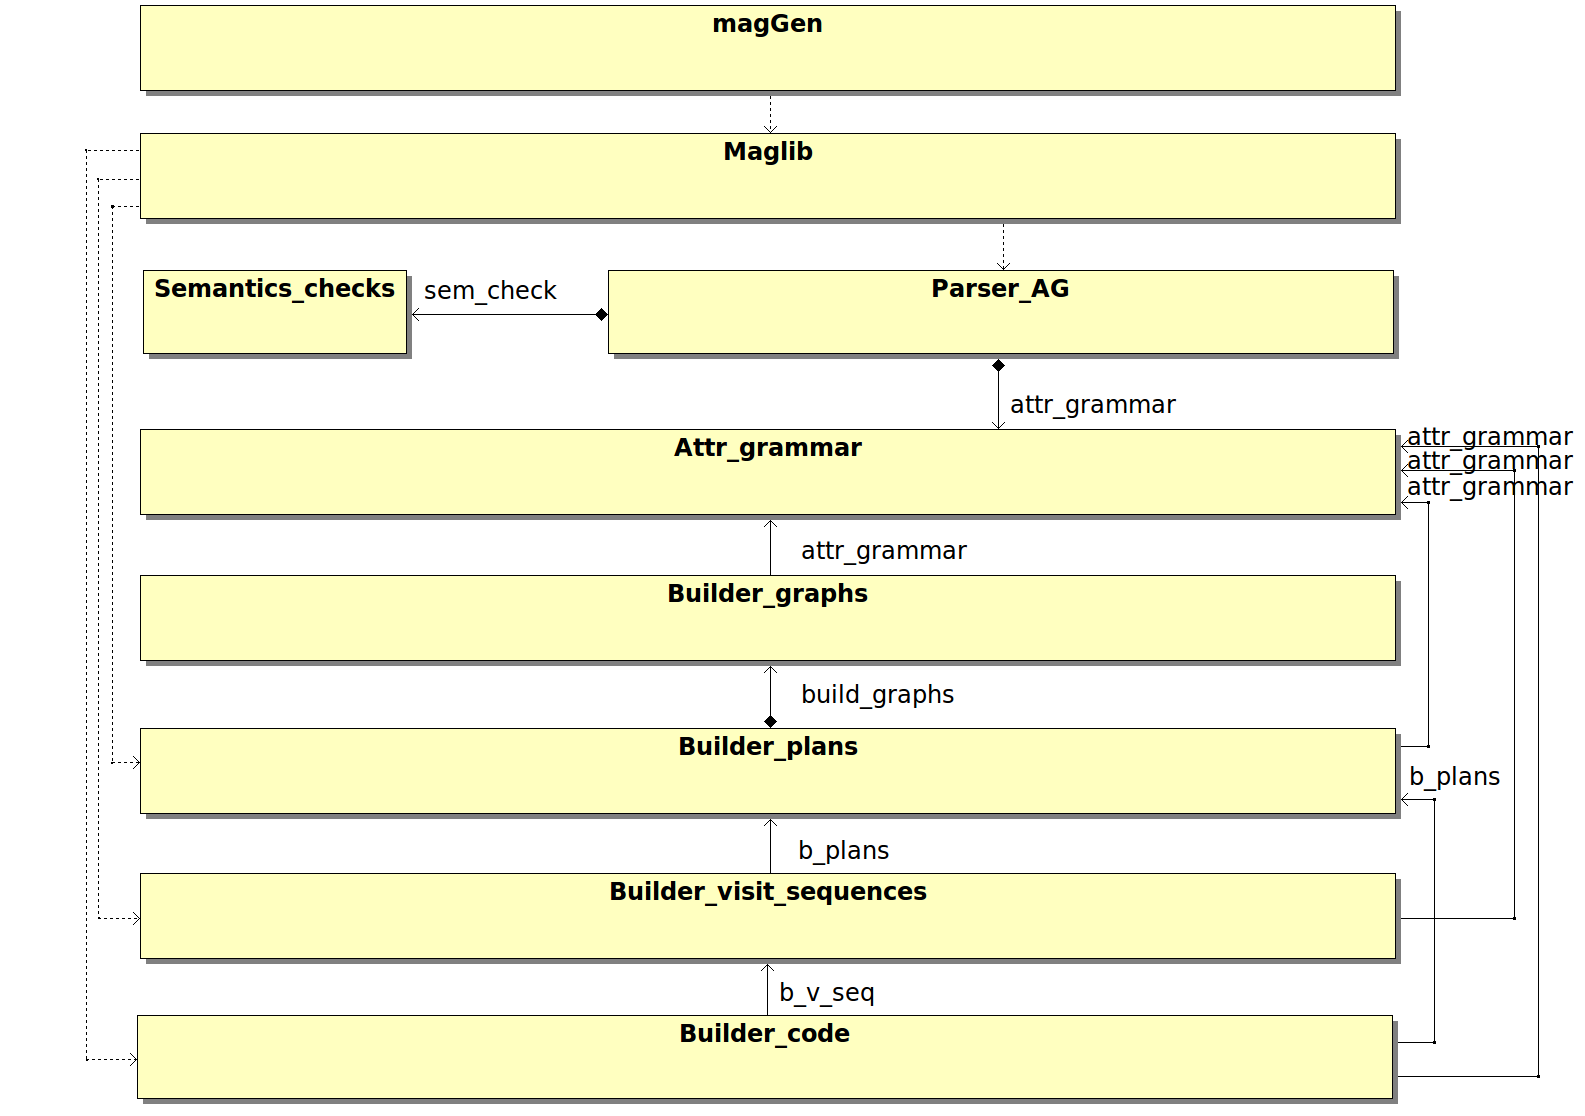 magGen
Maglib
Semantics_checks
sem_check
Parser_AG
attr_grammar
Attr_grammar
attr_grammar
attr_grammar
attr_grammar
attr_grammar
Builder_graphs
build_graphs
Builder_plans
b_plans
b_plans
Builder_visit_sequences
b_v_seq
Builder_code